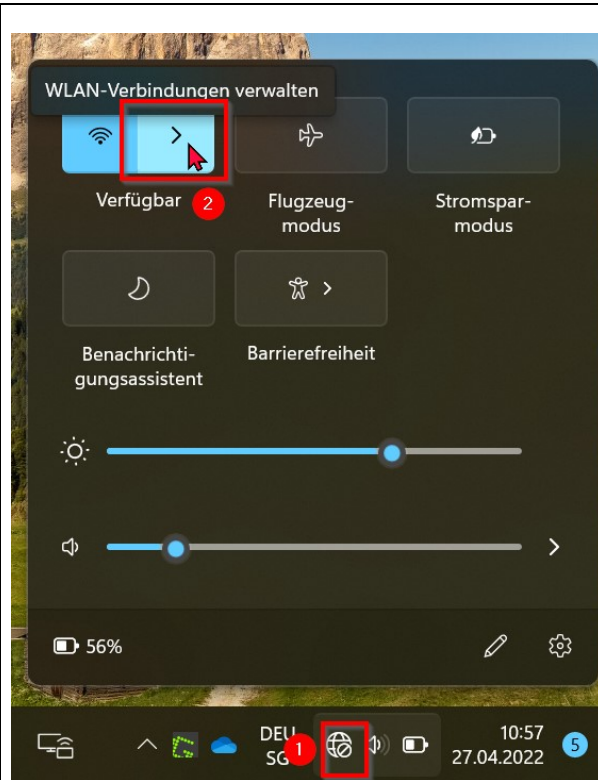 WLAN-Verbindungen verwalten
Verfügbar
2
Flugzeug-
modus
Stromspar-
modus
Benachrichti-
gungsassistent
Barrierefreiheit
56%
DEU
SG
1
10:57
27.04.2022
5